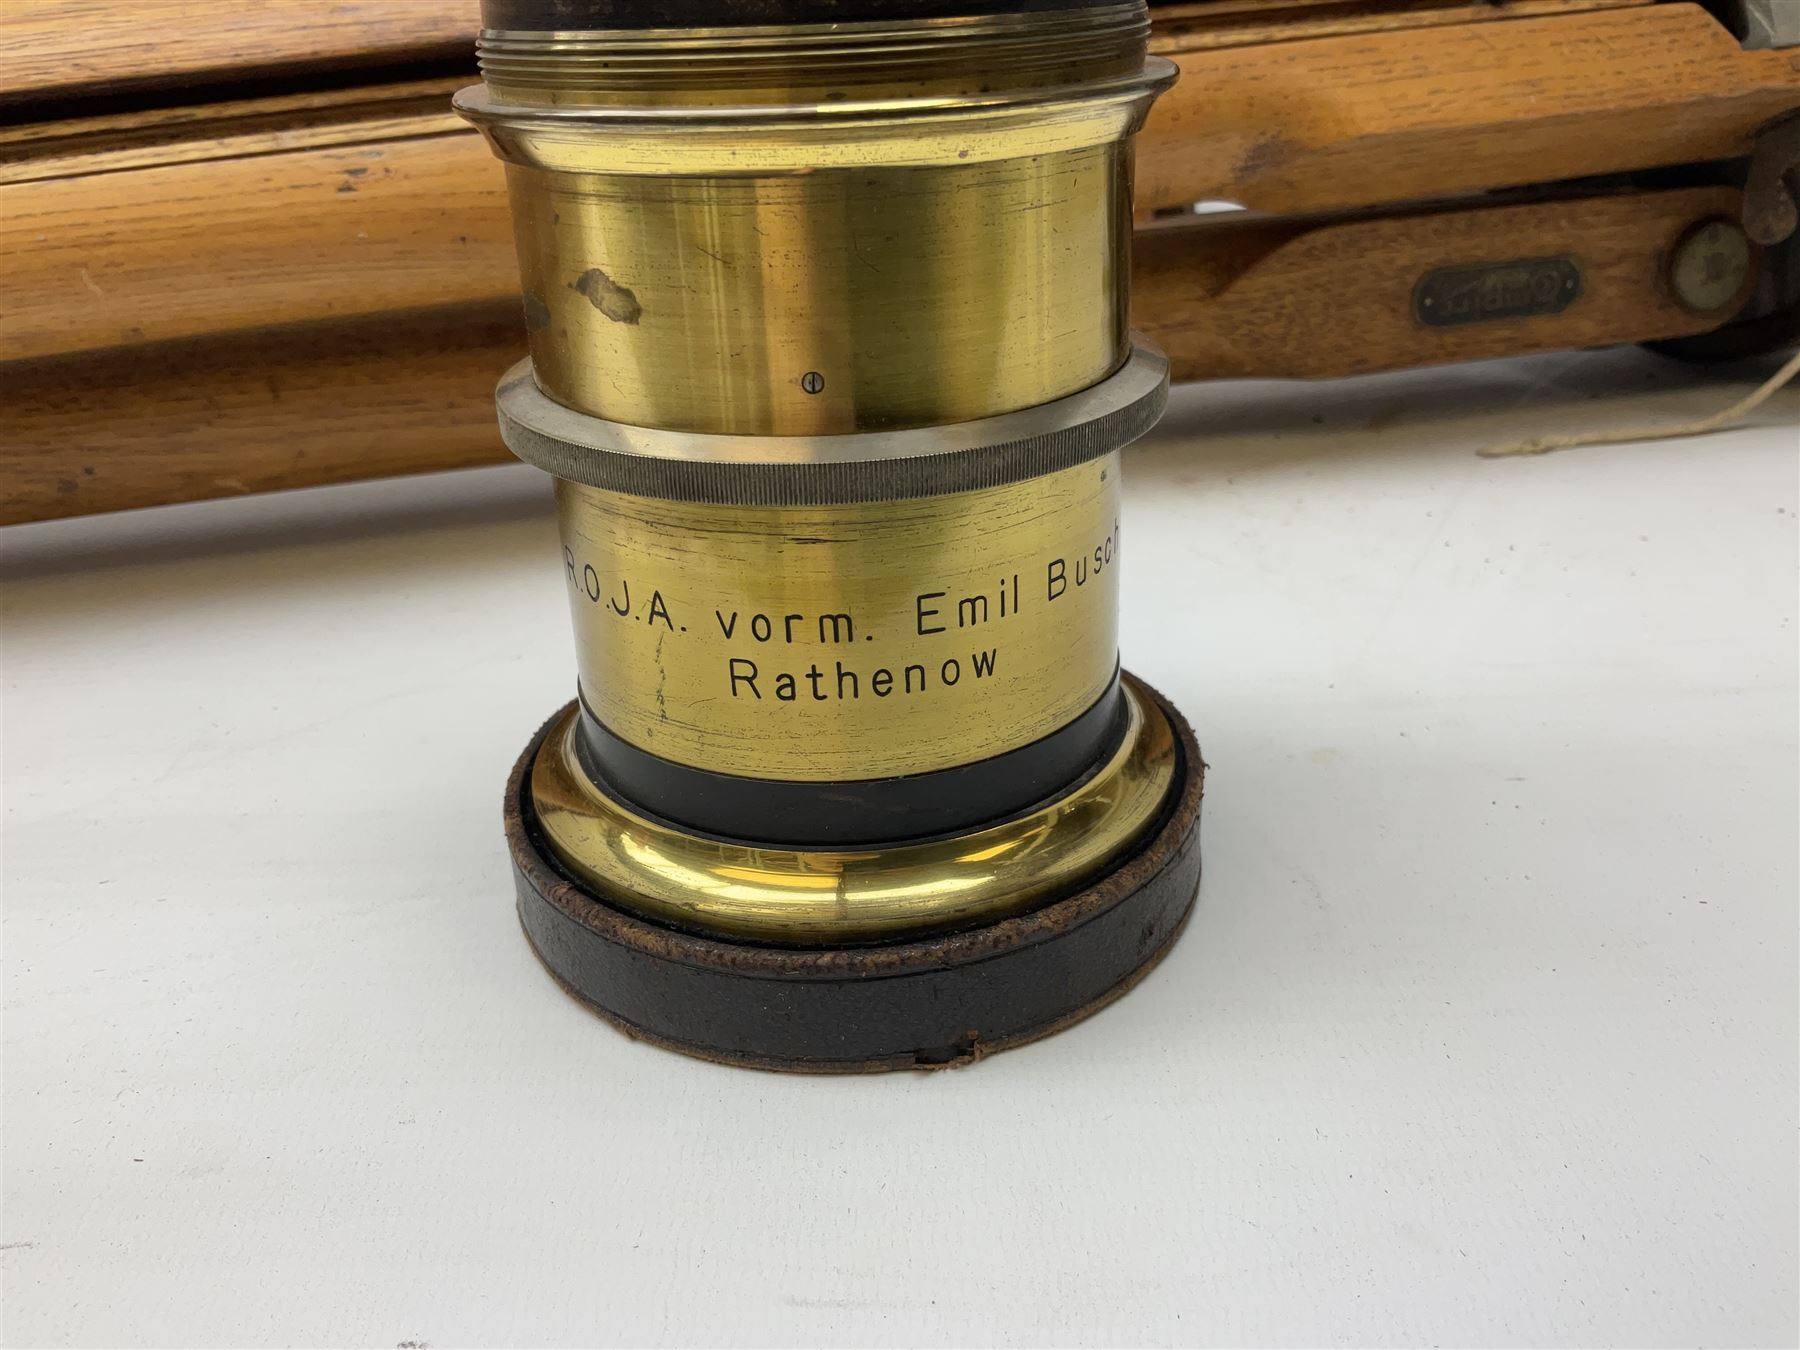 R.O.J.A. vorm. Emil Busch
Rathenow